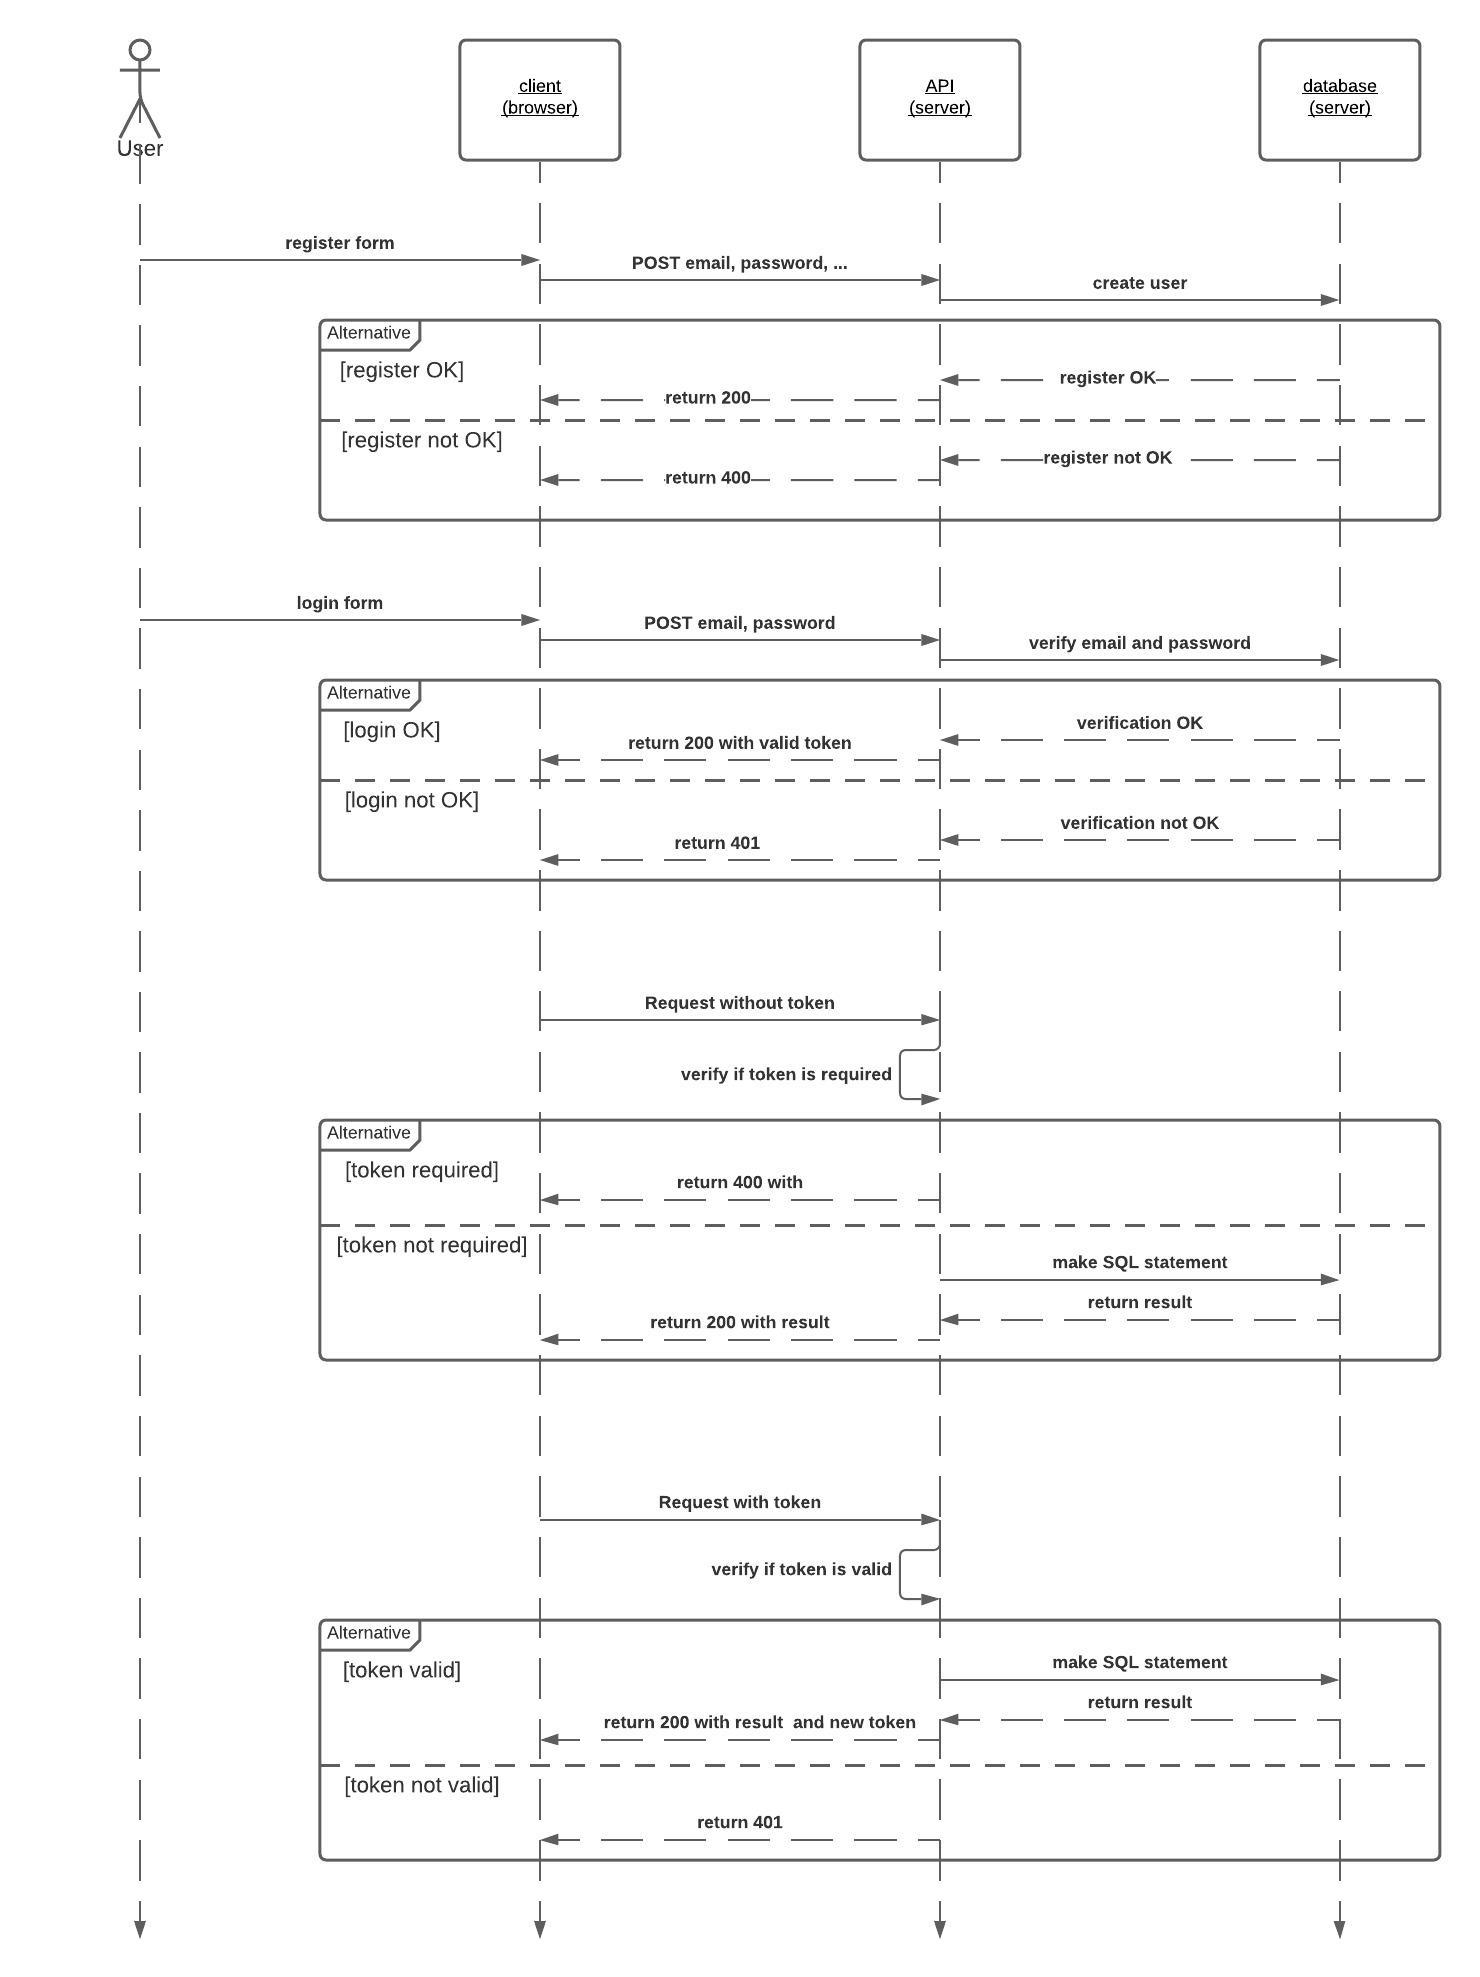 User
client
(browser)
API
(server)
database
(server)
register form
POST email, password, ...
create user
Alternative
[register OK]
register OK
return 200
[register not OK]
register not OK
return 400
login form
POST email, password
verify email and password
Alternative
[login OK]
verification OK
return 200 with valid token
[login not OK]
verification not OK
return 401
Request without token
verify if token is required
Alternative
[token required]
return 400 with
[token not required]
make SQL statement
return result
return 200 with result
Request with token
verify if token is valid
Alternative
[token valid]
make SQL statement
return result
return 200 with result  and new token
[token not valid]
return 401